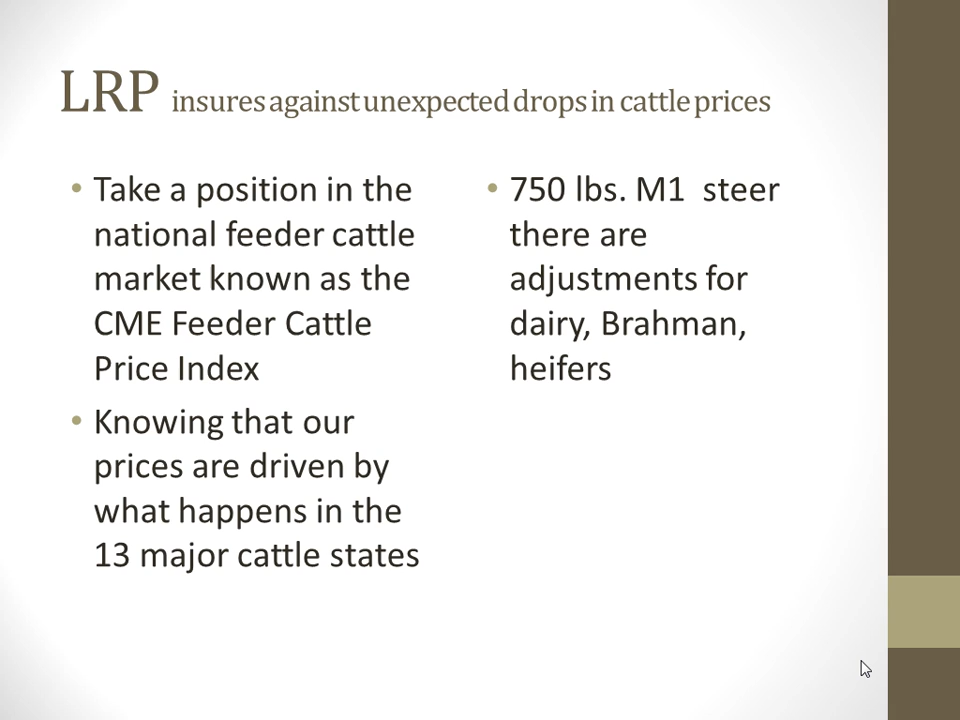 LRP insures against unexpected drops in cattle prices
• Take a position in the
national feeder cattle
market known as the
CME Feeder Cattle
Price Index
• Knowing that our
prices are driven by
what happens in the
13 major cattle states
• 750 lbs. M1  steer
there are
adjustments for
dairy, Brahman,
heifers